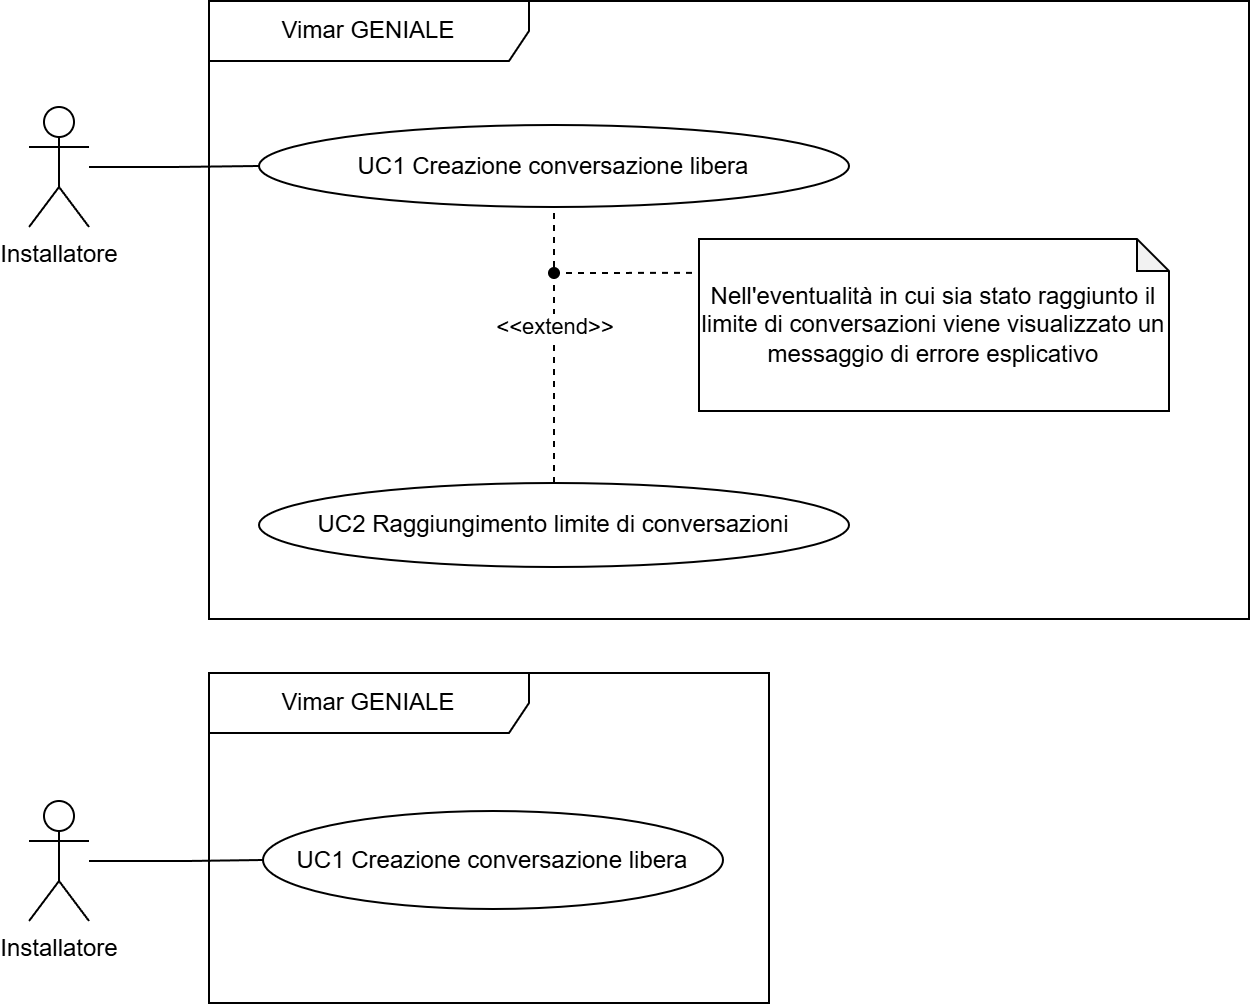 Vimar GENIALE
UC1 Creazione conversazione libera
Installatore
Nell'eventualità in cui sia stato raggiunto il
limite di conversazioni viene visualizzato un
messaggio di errore esplicativo
<<extend>>
UC2 Raggiungimento limite di conversazioni
Vimar GENIALE
UC1 Creazione conversazione libera
Installatore